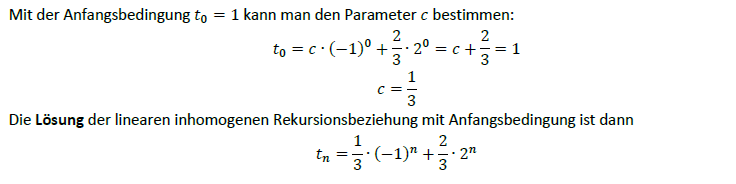 Mit der Anfangsbedingung t₀ = 1 kann man den Parameter c bestimmen:
t₀ = c · (−1)⁰ + 2/3 · 2⁰ = c + 2/3 = 1
c = 1/3
Die Lösung der linearen inhomogenen Rekursionsbeziehung mit Anfangsbedingung ist dann
tₙ = 1/3 · (−1)ⁿ + 2/3 · 2ⁿ